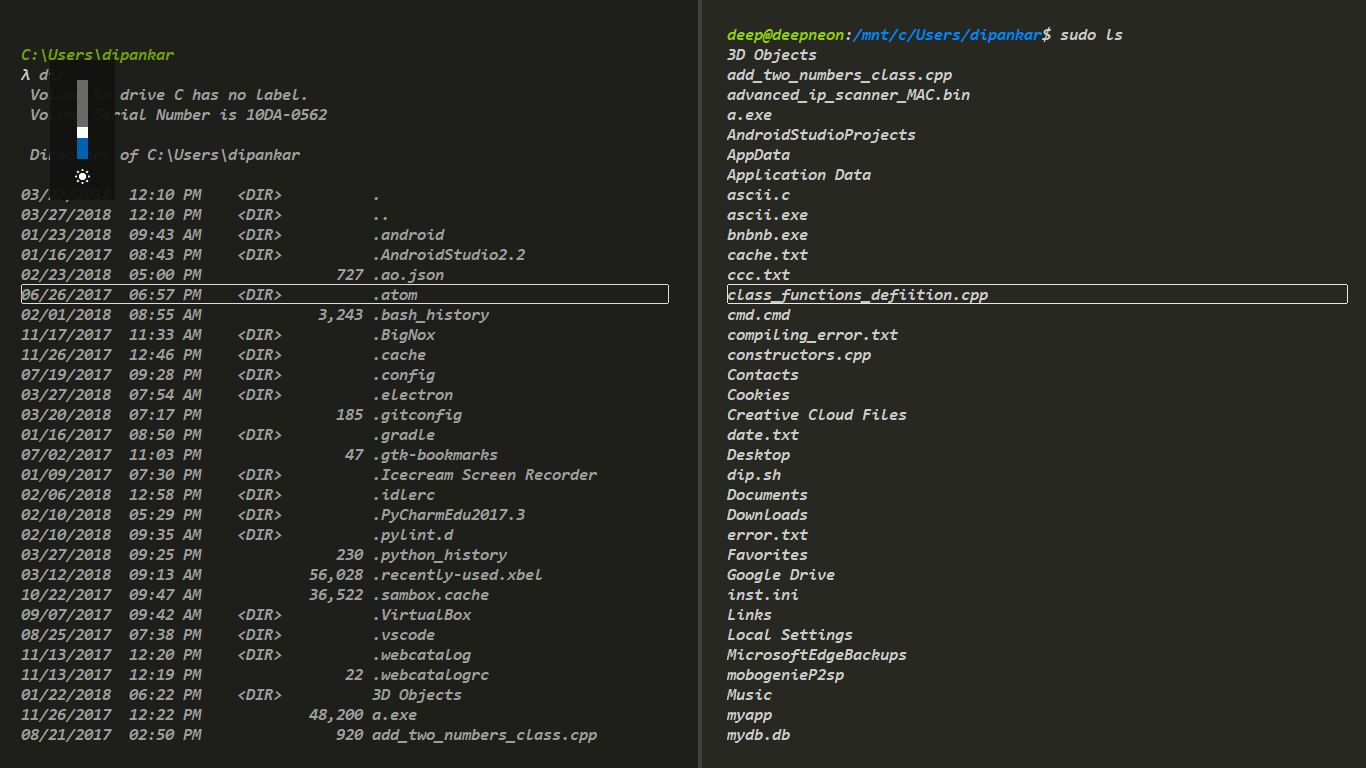 C:\Users\dipankar
λ dir
Volume in drive C has no label.
Volume Serial Number is 10DA-0562
Directory of C:\Users\dipankar
03/27/2018 12:10 PM <DIR> .
03/27/2018 12:10 PM <DIR> ..
01/23/2018 09:43 AM <DIR> .android
01/16/2017 08:43 PM <DIR> .AndroidStudio2.2
02/23/2018 05:00 PM 727 .ao.json
06/26/2017 06:57 PM <DIR> .atom
02/01/2018 08:55 AM 3,243 .bash_history
11/17/2017 11:33 AM <DIR> .BigNox
11/26/2017 12:46 PM <DIR> .cache
07/19/2017 09:28 PM <DIR> .config
03/27/2018 07:54 AM <DIR> .electron
03/20/2018 07:17 PM 185 .gitconfig
01/16/2017 08:50 PM <DIR> .gradle
07/02/2017 11:03 PM 47 .gtk-bookmarks
01/09/2017 07:30 PM <DIR> .Icecream Screen Recorder
02/06/2018 12:58 PM <DIR> .idlerc
02/10/2018 05:29 PM <DIR> .PyCharmEdu2017.3
02/10/2018 09:35 AM <DIR> .pylint.d
03/27/2018 09:25 PM 230 .python_history
03/12/2018 09:13 AM 56,028 .recently-used.xbel
10/22/2017 09:47 AM 36,522 .sambox.cache
09/07/2017 09:42 AM <DIR> .VirtualBox
08/25/2017 07:38 PM <DIR> .vscode
11/13/2017 12:20 PM <DIR> .webcatalog
11/13/2017 12:19 PM 22 .webcatalogrc
01/22/2018 06:22 PM <DIR> 3D Objects
11/26/2017 12:22 PM 48,200 a.exe
08/21/2017 02:50 PM 920 add_two_numbers_class.cpp
deep@deepneon:/mnt/c/Users/dipankar$ sudo ls
3D Objects
add_two_numbers_class.cpp
advanced_ip_scanner_MAC.bin
a.exe
AndroidStudioProjects
AppData
Application Data
ascii.c
ascii.exe
bnbnb.exe
cache.txt
ccc.txt
class_functions_defiition.cpp
cmd.cmd
compiling_error.txt
constructors.cpp
Contacts
Cookies
Creative Cloud Files
date.txt
Desktop
dip.sh
Documents
Downloads
error.txt
Favorites
Google Drive
inst.ini
Links
Local Settings
MicrosoftEdgeBackups
mobogenieP2sp
Music
myapp
mydb.db